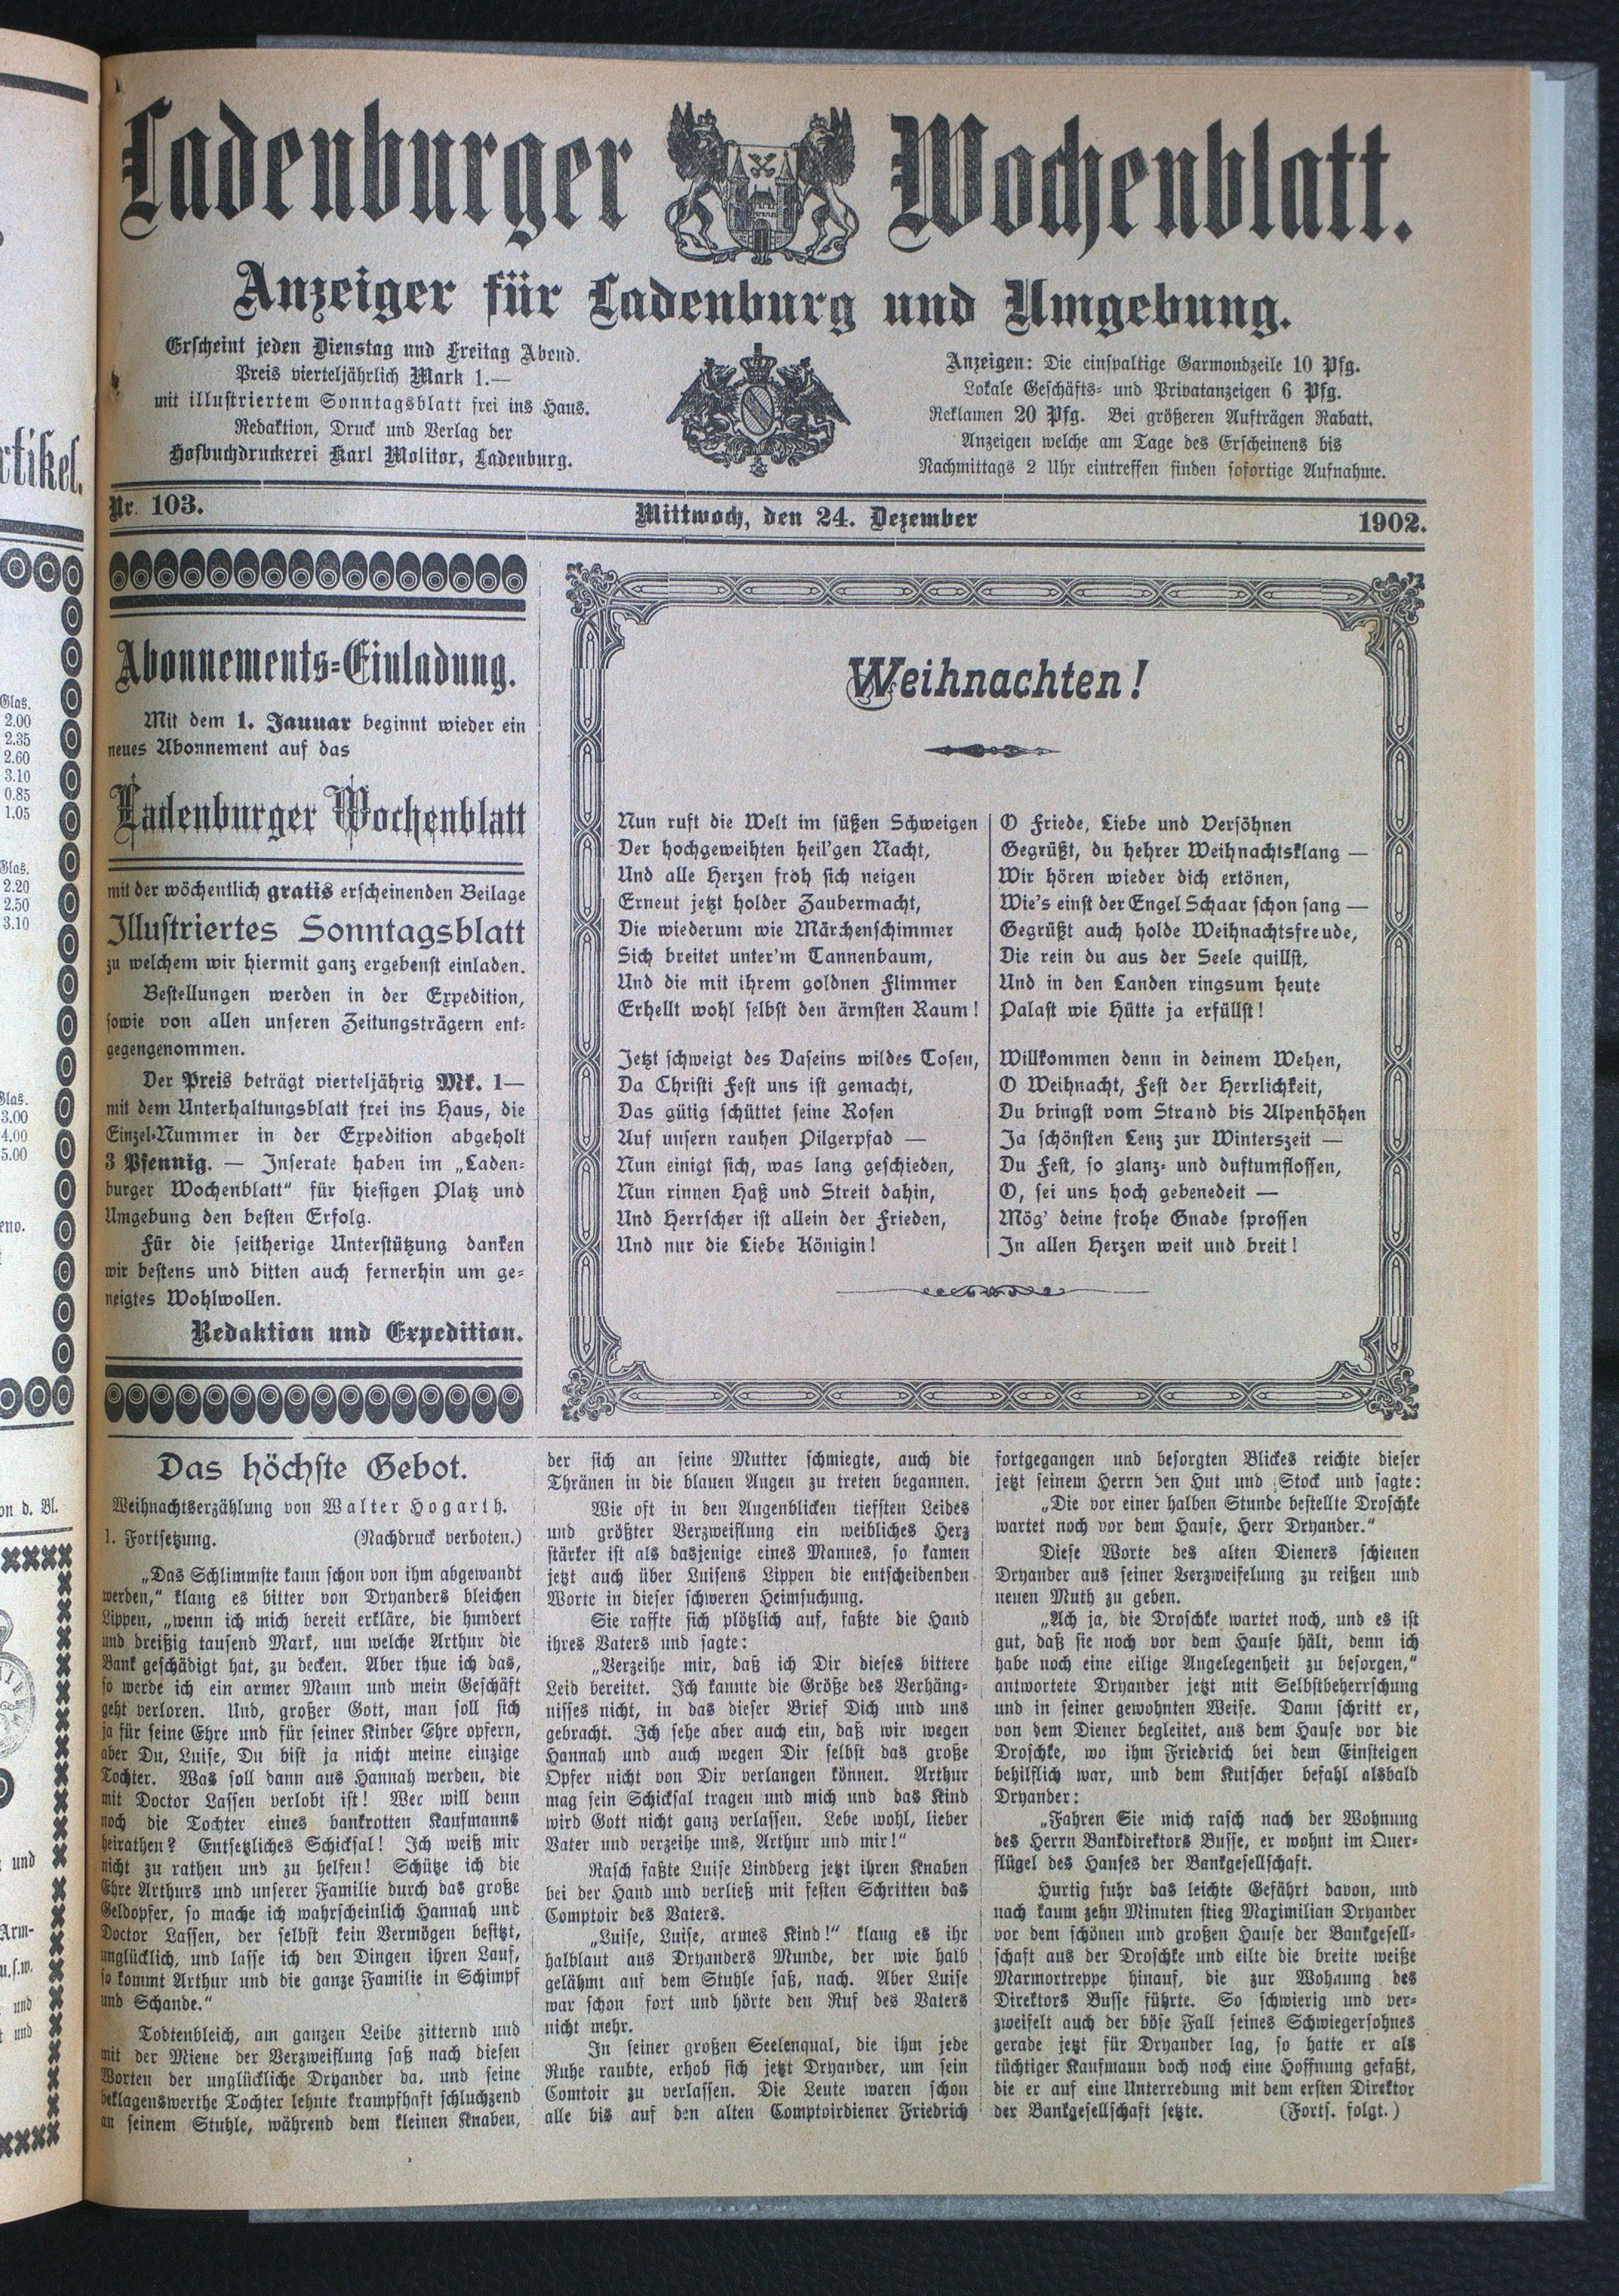 Ladenburger Wochenblatt.
Anzeiger für Ladenburg und Umgebung.
Erscheint jeden Dienstag und Freitag Abend.
Preis vierteljährlich Mark 1.—
mit illustriertem Sonntagsblatt frei ins Haus.
Redaktion, Druck und Verlag der
Hofbuchdruckerei Karl Molitor, Ladenburg.
Anzeigen: Die einspaltige Garmondzeile 10 Pfg.
Lokale Geschäfts- und Privatanzeigen 6 Pfg.
Reklamen 20 Pfg. Bei größeren Aufträgen Rabatt.
Anzeigen welche am Tage des Erscheinens bis
Nachmittags 2 Uhr eintreffen finden sofortige Aufnahme.
Nr. 103. Mittwoch, den 24. Dezember 1902.
Abonnements-Einladung.
Mit dem 1. Januar beginnt wieder ein
neues Abonnement auf das
Ladenburger Wochenblatt
mit der wöchentlich gratis erscheinenden Beilage
Illustriertes Sonntagsblatt
zu welchem wir hiermit ganz ergebenst einladen.
Bestellungen werden in der Expedition,
sowie von allen unseren Zeitungsträgern ent-
gegengenommen.
Der Preis beträgt vierteljährig Mk. 1—
mit dem Unterhaltungsblatt frei ins Haus, die
Einzel-Nummer in der Expedition abgeholt
3 Pfennig. — Inserate haben im „Laden-
burger Wochenblatt“ für hiesigen Platz und
Umgebung den besten Erfolg.
Für die seitherige Unterstützung danken
wir bestens und bitten auch fernerhin um ge-
neigtes Wohlwollen.
Redaktion und Expedition.
Weihnachten!
Nun ruft die Welt im süßen Schweigen
Der hochgeweihten heil'gen Nacht,
Und alle Herzen froh sich neigen
Erneut jetzt holder Zaubermacht,
Die wiederum wie Märchenschimmer
Sich breitet unter'm Tannenbaum,
Und die mit ihrem goldnen Flimmer
Erhellt wohl selbst den ärmsten Raum!
Jetzt schweigt des Daseins wildes Tosen,
Da Christi Fest uns ist gemacht,
Das gütig schüttet seine Rosen
Auf unsern rauhen Pilgerpfad —
Nun einigt sich, was lang geschieden,
Nun rinnen Haß und Streit dahin,
Und Herrscher ist allein der Frieden,
Und nur die Liebe Königin!
O Friede, Liebe und Versöhnen
Gegrüßt, du hehrer Weihnachtsklang —
Wir hören wieder dich ertönen,
Wie's einst der Engel Schaar schon sang —
Gegrüßt auch holde Weihnachtsfreude,
Die rein du aus der Seele quillst,
Und in den Landen ringsum heute
Palast wie Hütte ja erfüllst!
Willkommen denn in deinem Wehen,
O Weihnacht, Fest der Herrlichkeit,
Du bringst vom Strand bis Alpenhöhen
Ja schönsten Lenz zur Winterszeit —
Du Fest, so glanz- und duftumflossen,
O, sei uns hoch gebenedeit —
Mög' deine frohe Gnade sprossen
In allen Herzen weit und breit!
Das höchste Gebot.
Weihnachtserzählung von Walter Hogarth.
1. Fortsetzung. (Nachdruck verboten.)
„Das Schlimmste kann schon von ihm abgewandt
werden,“ klang es bitter von Dryanders bleichen
Lippen, „wenn ich mich bereit erkläre, die hundert
und dreißig tausend Mark, um welche Arthur die
Bank geschädigt hat, zu decken. Aber thue ich das,
so werde ich ein armer Mann und mein Geschäft
geht verloren. Und, großer Gott, man soll sich
ja für seine Ehre und für seiner Kinder Ehre opfern,
aber Du, Luise, Du bist ja nicht meine einzige
Tochter. Was soll dann aus Hannah werden, die
mit Doctor Lassen verlobt ist! Wer will denn
noch die Tochter eines bankrotten Kaufmanns
heirathen? Entsetzliches Schicksal! Ich weiß mir
nicht zu rathen und zu helfen! Schütze ich die
Ehre Arthurs und unserer Familie durch das große
Geldopfer, so mache ich wahrscheinlich Hannah und
Doctor Lassen, der selbst kein Vermögen besitzt,
unglücklich, und lasse ich den Dingen ihren Lauf,
so kommt Arthur und die ganze Familie in Schimpf
und Schande.“
Todtenbleich, am ganzen Leibe zitternd und
mit der Miene der Verzweiflung saß nach diesen
Worten der unglückliche Dryander da, und seine
beklagenswerthe Tochter lehnte krampfhaft schluchzend
an seinem Stuhle, während dem kleinen Knaben,
der sich an seine Mutter schmiegte, auch die
Thränen in die blauen Augen zu treten begannen.
Wie oft in den Augenblicken tiefsten Leides
und größter Verzweiflung ein weibliches Herz
stärker ist als dasjenige eines Mannes, so kamen
jetzt auch über Luisens Lippen die entscheidenden
Worte in dieser schweren Heimsuchung.
Sie raffte sich plötzlich auf, faßte die Hand
ihres Vaters und sagte:
„Verzeihe mir, daß ich Dir dieses bittere
Leid bereitet. Ich kannte die Größe des Verhäng-
nisses nicht, in das dieser Brief Dich und uns
gebracht. Ich sehe aber auch ein, daß wir wegen
Hannah und auch wegen Dir selbst das große
Opfer nicht von Dir verlangen können. Arthur
mag sein Schicksal tragen und mich und das Kind
wird Gott nicht ganz verlassen. Lebe wohl, lieber
Vater und verzeihe uns, Arthur und mir!“
Rasch faßte Luise Lindberg jetzt ihren Knaben
bei der Hand und verließ mit festen Schritten das
Comptoir des Vaters.
„Luise, Luise, armes Kind!“ klang es ihr
halblaut aus Dryanders Munde, der wie halb
gelähmt auf dem Stuhle saß, nach. Aber Luise
war schon fort und hörte den Ruf des Vaters
nicht mehr.
In seiner großen Seelenqual, die ihm jede
Ruhe raubte, erhob sich jetzt Dryander, um sein
Comtoir zu verlassen. Die Leute waren schon
alle bis auf den alten Comptoirdiener Friedrich
fortgegangen und besorgten Blickes reichte dieser
jetzt seinem Herrn den Hut und Stock und sagte:
„Die vor einer halben Stunde bestellte Droschke
wartet noch vor dem Hause, Herr Dryander.“
Diese Worte des alten Dieners schienen
Dryander aus seiner Verzweifelung zu reißen und
neuen Muth zu geben.
„Ach ja, die Droschke wartet noch, und es ist
gut, daß sie noch vor dem Hause hält, denn ich
habe noch eine eilige Angelegenheit zu besorgen,“
antwortete Dryander jetzt mit Selbstbeherrschung
und in seiner gewohnten Weise. Dann schritt er,
von dem Diener begleitet, aus dem Hause vor die
Droschke, wo ihm Friedrich bei dem Einsteigen
behilflich war, und dem Kutscher befahl alsbald
Dryander:
„Fahren Sie mich rasch nach der Wohnung
des Herrn Bankdirektors Busse, er wohnt im Quer-
flügel des Hauses der Bankgesellschaft.
Hurtig fuhr das leichte Gefährt davon, und
nach kaum zehn Minuten stieg Maximilian Dryander
vor dem schönen und großen Hause der Bankgesell-
schaft aus der Droschke und eilte die breite weiße
Marmortreppe hinauf, die zur Wohnung des
Direktors Busse führte. So schwierig und ver-
zweifelt auch der böse Fall seines Schwiegersohnes
gerade jetzt für Dryander lag, so hatte er als
tüchtiger Kaufmann doch noch eine Hoffnung gefaßt,
die er auf eine Unterredung mit dem ersten Direktor
der Bankgesellschaft setzte. (Forts. folgt.)
rtikel.
Glas.
2.00
2.35
2.60
3.10
0.85
1.05
Glas.
2.20
2.50
3.10
Glas.
3.00
4.00
5.00
eno.
on d. Bl.
und
Arm-
u.s.w.
und
und